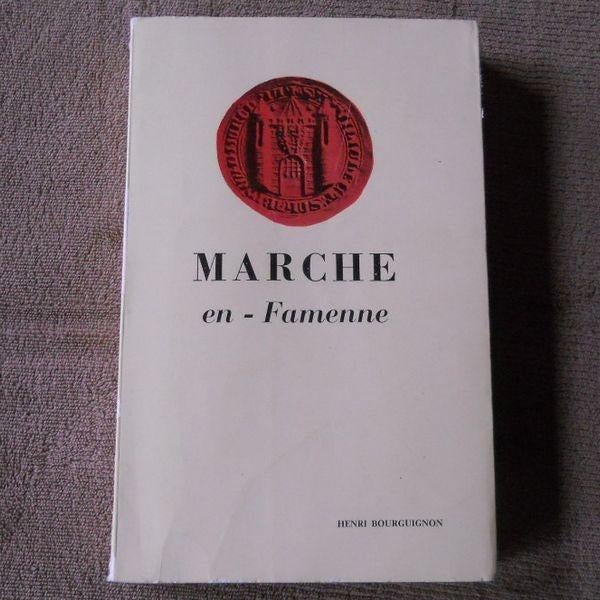 MARCHE
en - Famenne
HENRI BOURGUIGNON